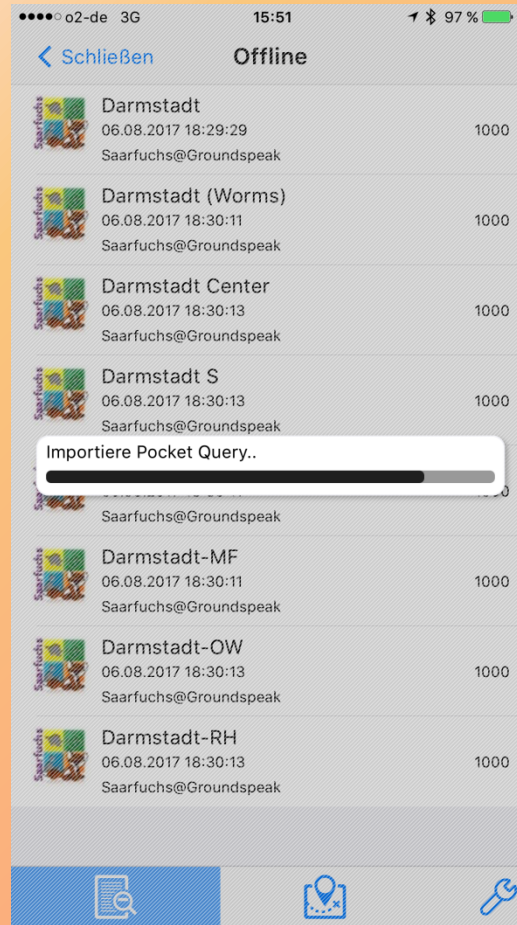 o2-de 3G 15:51 97 %
Schließen Offline
Darmstadt
06.08.2017 18:29:29 1000
Saarfuchs@Groundspeak
Darmstadt (Worms)
06.08.2017 18:30:11 1000
Saarfuchs@Groundspeak
Darmstadt Center
06.08.2017 18:30:13 1000
Saarfuchs@Groundspeak
Darmstadt S
06.08.2017 18:30:13 1000
Saarfuchs@Groundspeak
Importiere Pocket Query..
Saarfuchs@Groundspeak
Darmstadt-MF
06.08.2017 18:30:11 1000
Saarfuchs@Groundspeak
Darmstadt-OW
06.08.2017 18:30:13 1000
Saarfuchs@Groundspeak
Darmstadt-RH
06.08.2017 18:30:13 1000
Saarfuchs@Groundspeak